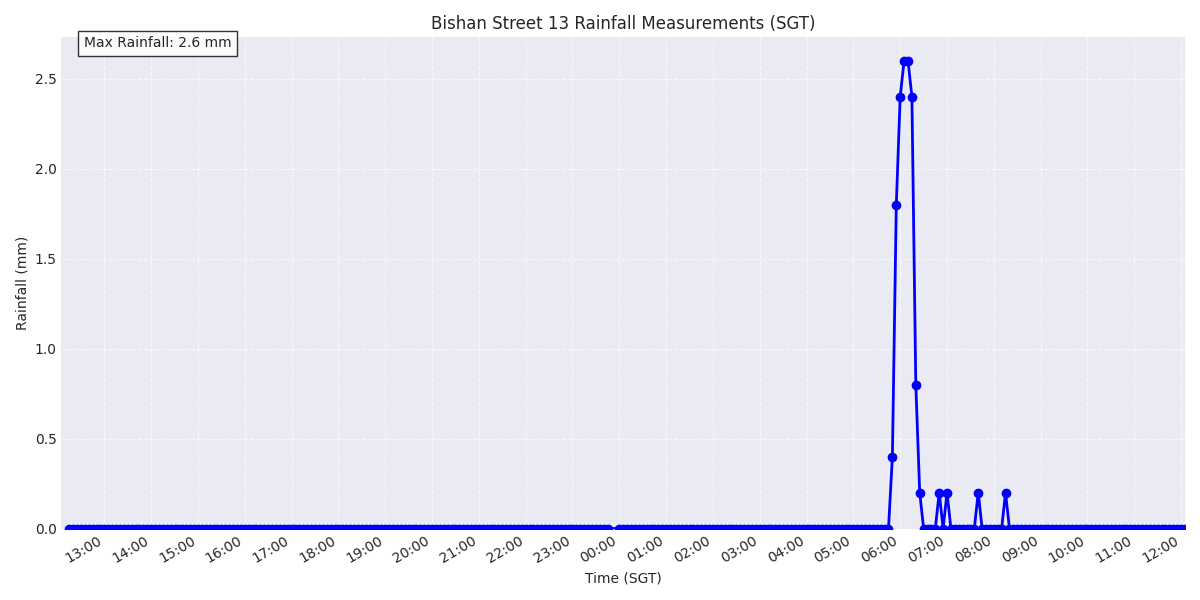 Bishan Street 13 Rainfall Measurements (SGT)
Max Rainfall: 2.6 mm
Rainfall (mm)
2.5
2.0
1.5
1.0
0.5
0.0
13:00 14:00 15:00 16:00 17:00 18:00 19:00 20:00 21:00 22:00 23:00 00:00 01:00 02:00 03:00 04:00 05:00 06:00 07:00 08:00 09:00 10:00 11:00 12:00
Time (SGT)